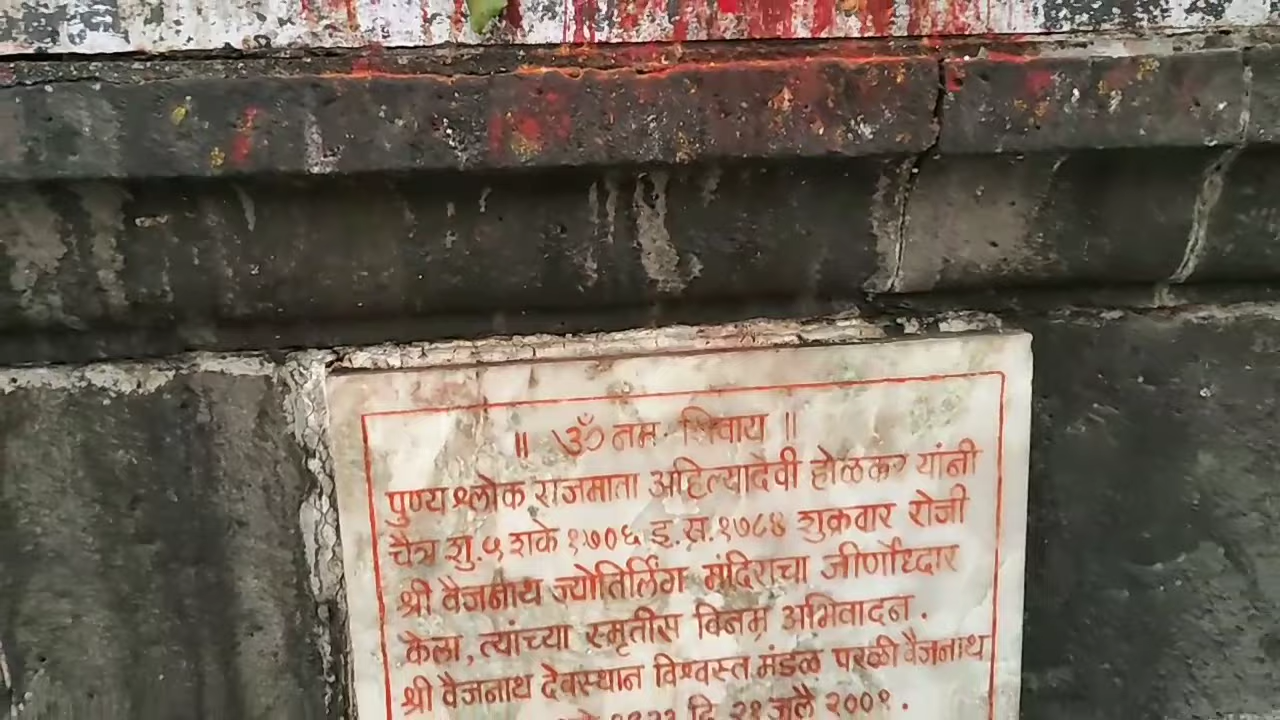 ॥ ॐ नमः शिवाय ॥
पुण्यश्लोक राजमाता अहिल्यादेवी होळकर यांनी
चैत्र शु. ५ शके १७०६ इ.स. १७८४ शुक्रवार रोजी
श्री वैजनाथ ज्योतिर्लिंग मंदिराचा जीर्णोध्दार
केला, त्यांच्या स्मृतीस विनम्र अभिवादन.
श्री वैजनाथ देवस्थान विश्वस्त मंडळ परळी वैजनाथ
दि. २१ जुलै २००१.